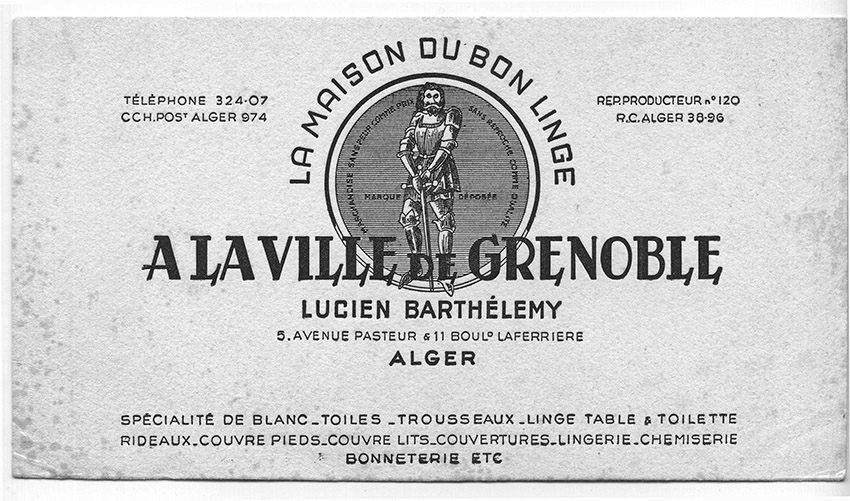 LA MAISON DU BON LINGE
TÉLÉPHONE 324-07
CCH.POST ALGER 974
REP.PRODUCTEUR n° 120
R.C. ALGER 38-96
MARCHANDISE SANS PEUR COMME PRIX
SANS REPROCHE COMME QUALITÉ
MARQUE DÉPOSÉE
A LA VILLE DE GRENOBLE
LUCIEN BARTHÉLEMY
5. AVENUE PASTEUR & 11 BOULD LAFERRIERE
ALGER
SPÉCIALITÉ DE BLANC_TOILES_TROUSSEAUX_LINGE TABLE & TOILETTE
RIDEAUX_COUVRE PIEDS_COUVRE LITS_COUVERTURES_LINGERIE_CHEMISERIE
BONNETERIE ETC